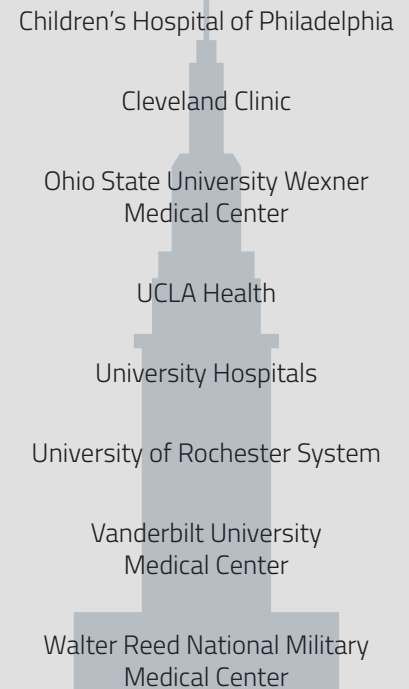 Children’s Hospital of Philadelphia
Cleveland Clinic
Ohio State University Wexner
Medical Center
UCLA Health
University Hospitals
University of Rochester System
Vanderbilt University
Medical Center
Walter Reed National Military
Medical Center